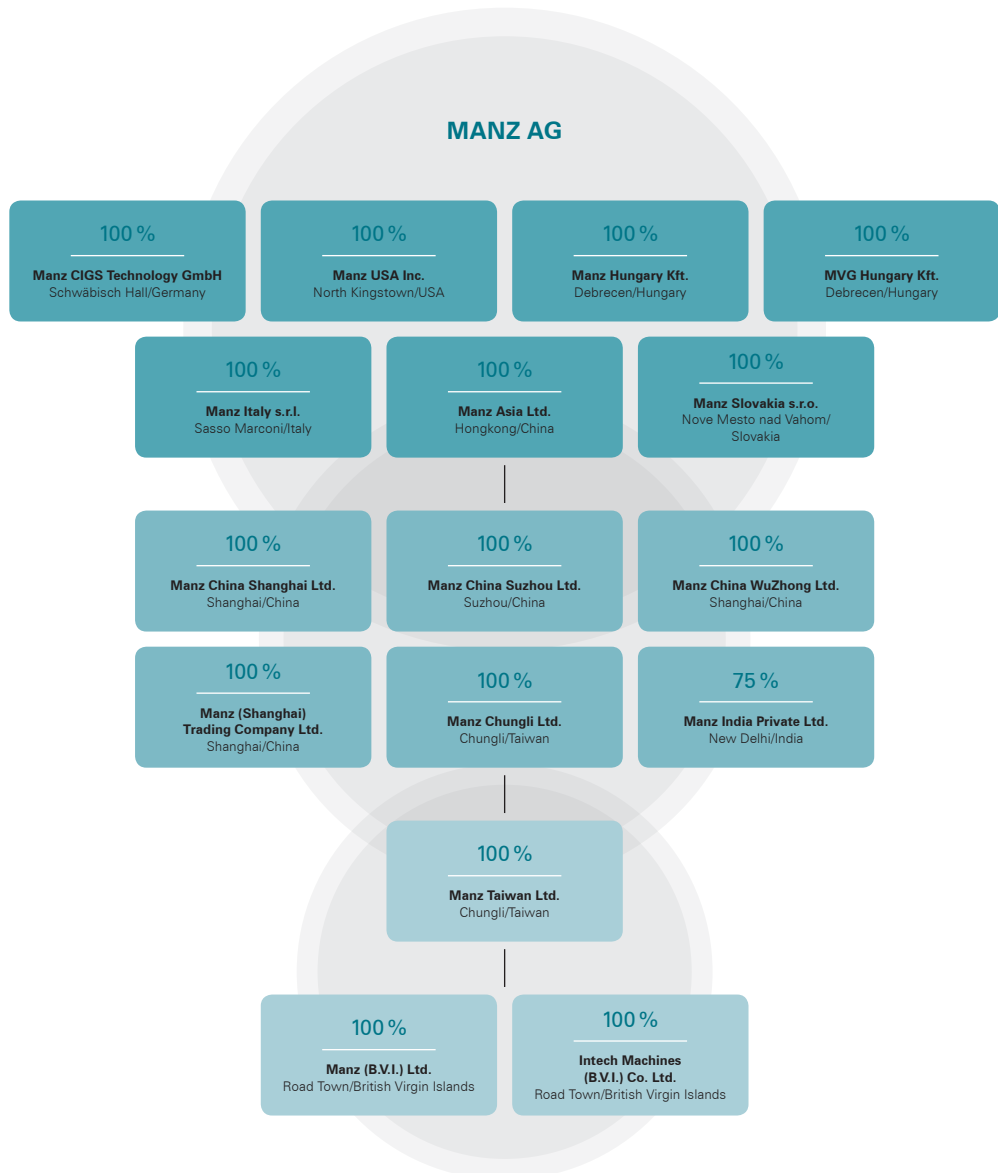 MANZ AG
100 %
Manz CIGS Technology GmbH
Schwäbisch Hall/Germany
100 %
Manz USA Inc.
North Kingstown/USA
100 %
Manz Hungary Kft.
Debrecen/Hungary
100 %
MVG Hungary Kft.
Debrecen/Hungary
100 %
Manz Italy s.r.l.
Sasso Marconi/Italy
100 %
Manz Asia Ltd.
Hongkong/China
100 %
Manz Slovakia s.r.o.
Nove Mesto nad Vahom/
Slovakia
100 %
Manz China Shanghai Ltd.
Shanghai/China
100 %
Manz China Suzhou Ltd.
Suzhou/China
100 %
Manz China WuZhong Ltd.
Shanghai/China
100 %
Manz (Shanghai)
Trading Company Ltd.
Shanghai/China
100 %
Manz Chungli Ltd.
Chungli/Taiwan
75 %
Manz India Private Ltd.
New Delhi/India
100 %
Manz Taiwan Ltd.
Chungli/Taiwan
100 %
Manz (B.V.I.) Ltd.
Road Town/British Virgin Islands
100 %
Intech Machines
(B.V.I.) Co. Ltd.
Road Town/British Virgin Islands